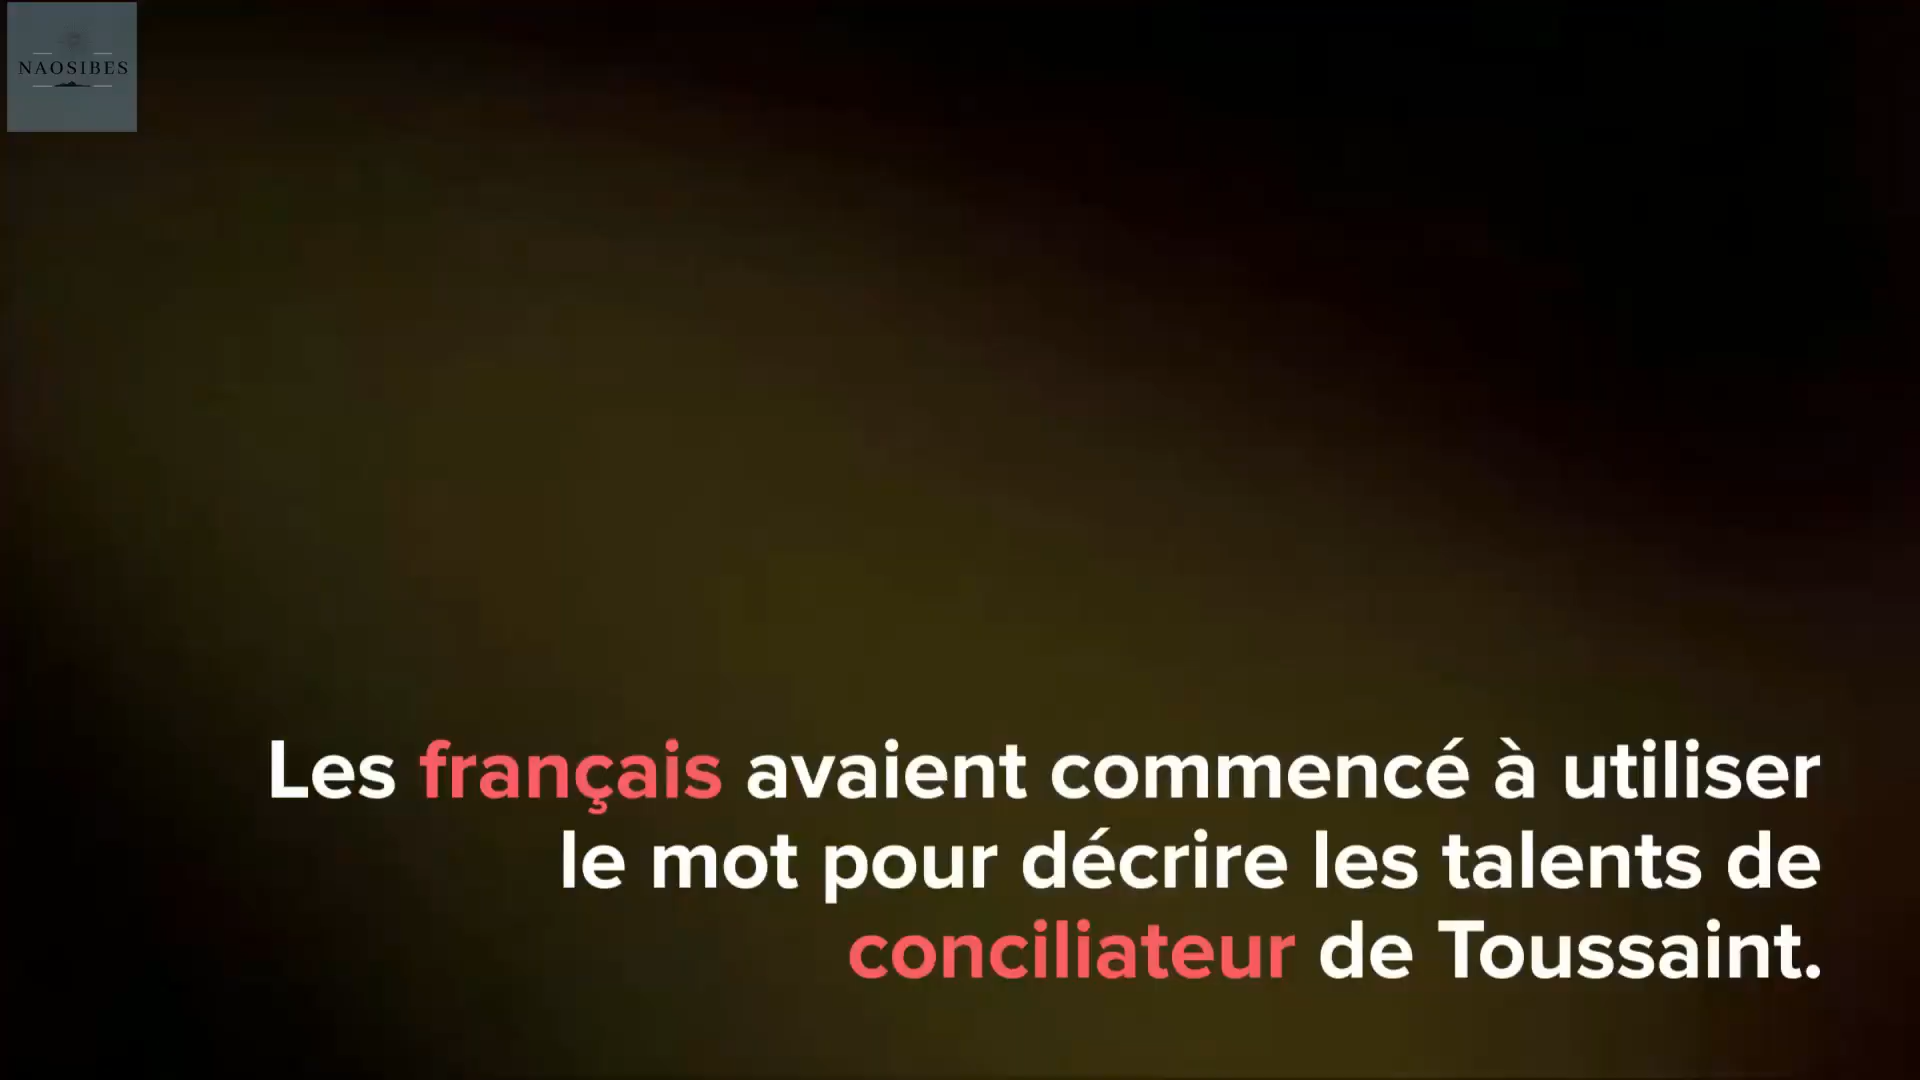 NAOSIBES
Les français avaient commencé à utiliser
le mot pour décrire les talents de
conciliateur de Toussaint.